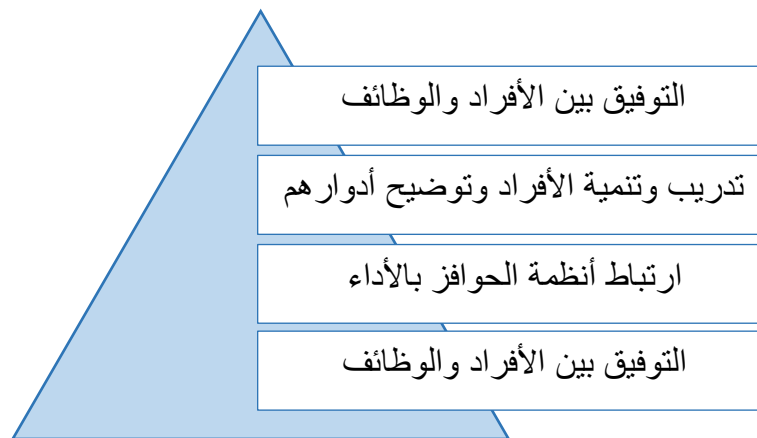 التوفيق بين الأفراد والوظائف
تدريب وتنمية الأفراد وتوضيح أدوارهم
ارتباط أنظمة الحوافز بالأداء
التوفيق بين الأفراد والوظائف